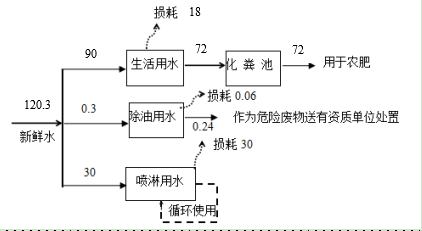 损耗 18
90
生活用水
72
化 粪 池
72
用于农肥
120.3
新鲜水
0.3
除油用水
损耗 0.06
0.24
作为危险废物送有资质单位处置
损耗 30
30
喷淋用水
循环使用